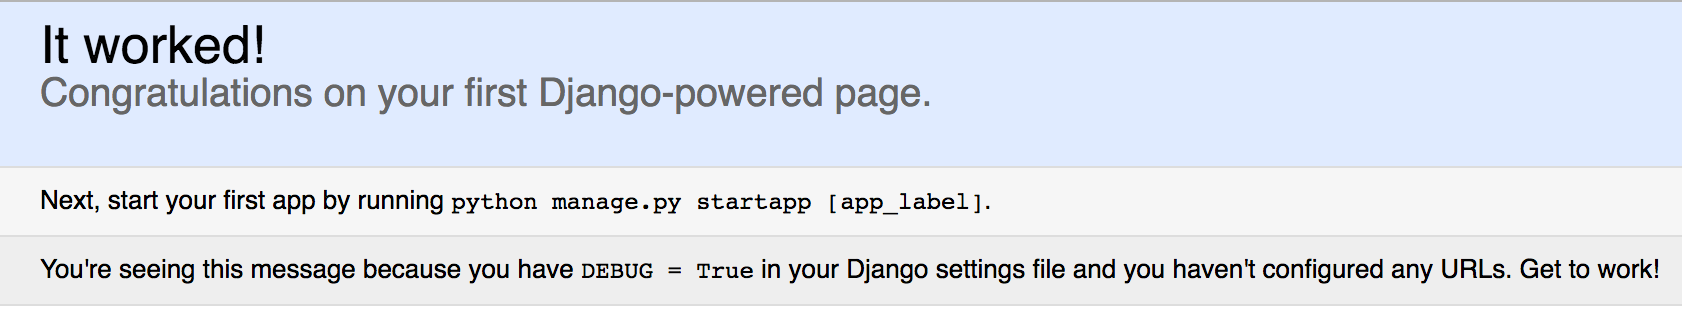 It worked!
Congratulations on your first Django-powered page.
Next, start your first app by running python manage.py startapp [app_label].
You're seeing this message because you have DEBUG = True in your Django settings file and you haven't configured any URLs. Get to work!